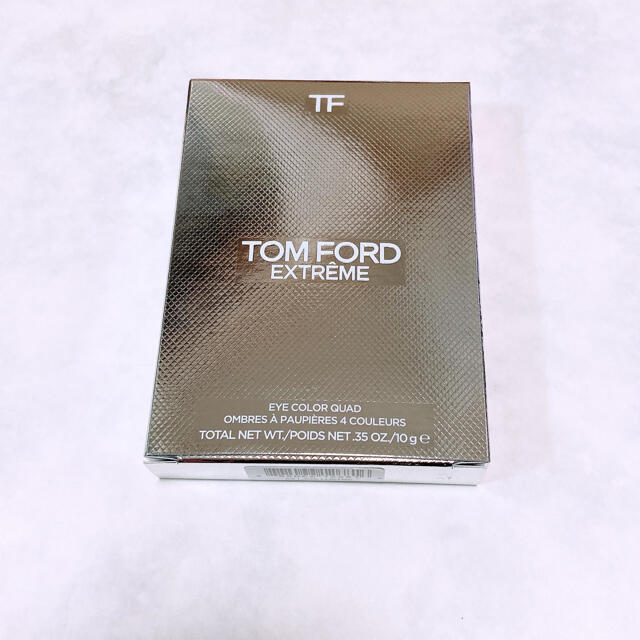 TF
TOM FORD
EXTRÊME
EYE COLOR QUAD
OMBRES À PAUPIÈRES 4 COULEURS
TOTAL NET WT./POIDS NET .35 OZ./10 g ℮